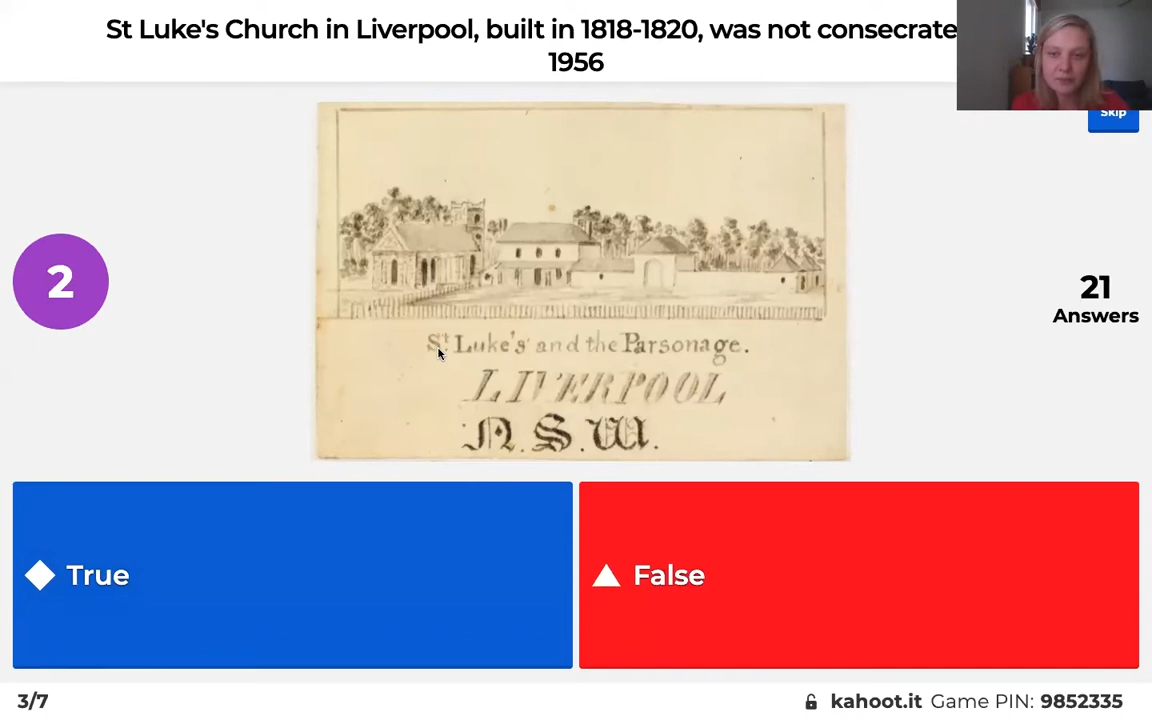 St Luke's Church in Liverpool, built in 1818-1820, was not
1956
Skip
2
21
Answers
St. Luke's and the Parsonage.
LIVERPOOL
N.S.W.
True
False
3/7
kahoot.it Game PIN: 9852335